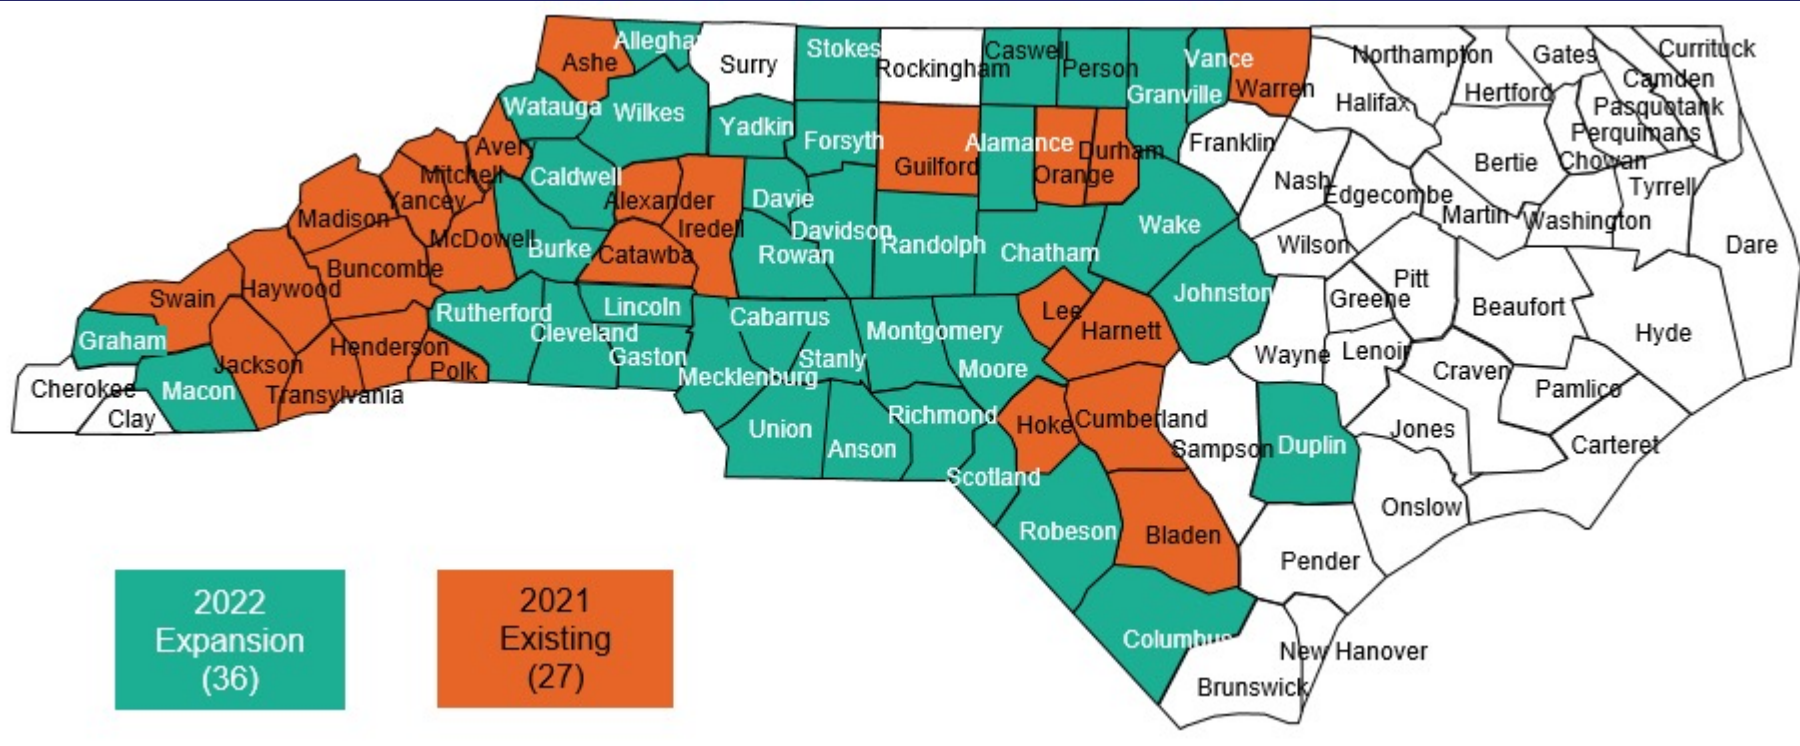 Ashe
Allegha
Surry
Stokes
Rockingham
Caswell
Person
Vance
Granville
Warren
Northampton
Gates
Currituck
Camden
Hertford
Halifax
Pasquotank
Perquimans
Chowan
Bertie
Watauga
Wilkes
Yadkin
Forsyth
Guilford
Alamance
Orange
Durham
Franklin
Nash
Edgecombe
Martin
Washington
Tyrrell
Dare
Avery
Mitchell
Yancey
Madison
Caldwell
Alexander
Iredell
Davie
Davidson
Rowan
Randolph
Chatham
Wake
Wilson
McDowell
Burke
Catawba
Buncombe
Haywood
Swain
Graham
Cherokee
Clay
Macon
Jackson
Transylvania
Henderson
Polk
Rutherford
Cleveland
Lincoln
Gaston
Mecklenburg
Cabarrus
Stanly
Montgomery
Moore
Lee
Harnett
Johnston
Greene
Pitt
Beaufort
Hyde
Wayne
Lenoir
Craven
Pamlico
Jones
Carteret
Onslow
Union
Anson
Richmond
Scotland
Hoke
Cumberland
Sampson
Duplin
Robeson
Bladen
Pender
Columbus
New Hanover
Brunswick
2022
Expansion
(36)
2021
Existing
(27)